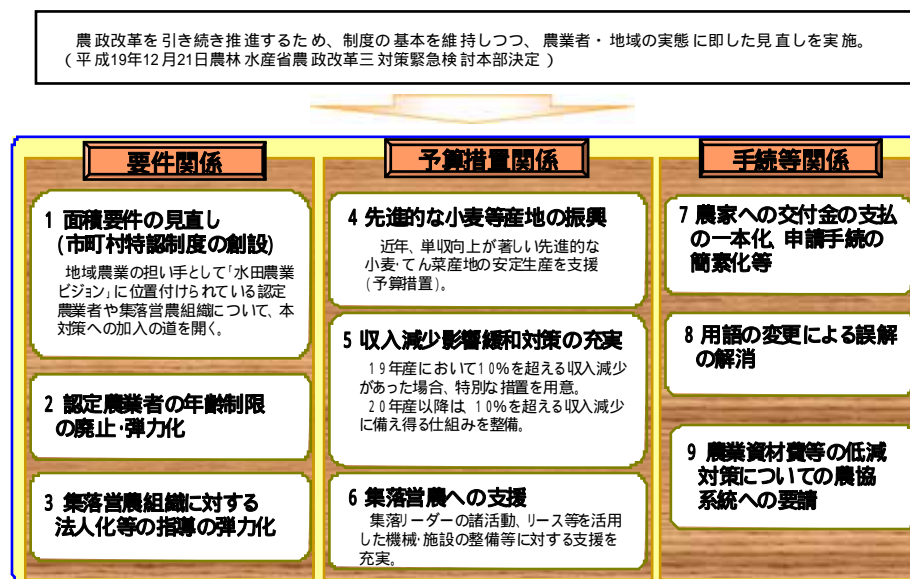 農政改革を引き続き推進するため、制度の基本を維持しつつ、農業者・地域の実態に即した見直しを実施。
(平成19年12月21日農林水産省農政改革三対策緊急検討本部決定)
要件関係
1 面積要件の見直し
(市町村特認制度の創設)
地域農業の担い手として「水田農業
ビジョン」に位置付けられている認定
農業者や集落営農組織について、本
対策への加入の道を開く。
2 認定農業者の年齢制限
の廃止・弾力化
3 集落営農組織に対する
法人化等の指導の弾力化
予算措置関係
4 先進的な小麦等産地の振興
近年、単収向上が著しい先進的な
小麦・てん菜産地の安定生産を支援
(予算措置)。
5 収入減少影響緩和対策の充実
19年産において10%を超える収入減少
があった場合、特別な措置を用意。
20年産以降は、10%を超える収入減少
に備え得る仕組みを整備。
6 集落営農への支援
集落リーダーの諸活動、リース等を活用
した機械・施設の整備等に対する支援を
充実。
手続等関係
7 農家への交付金の支払
の一本化、申請手続の
簡素化等
8 用語の変更による誤解
の解消
9 農業資材費等の低減
対策についての農協
系統への要請